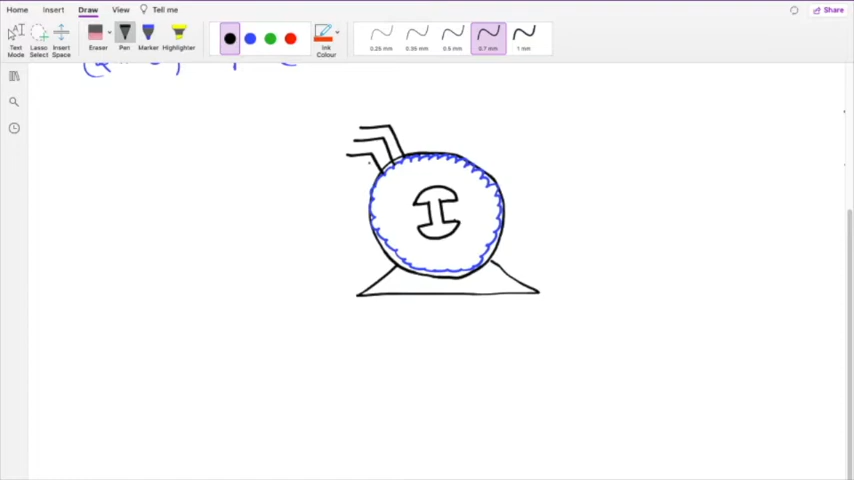 Home Insert Draw View Tell me Share
Text Mode Lasso Select Insert Space Eraser Pen Marker Highlighter Ink Colour 0.25 mm 0.35 mm 0.5 mm 0.7 mm 1 mm